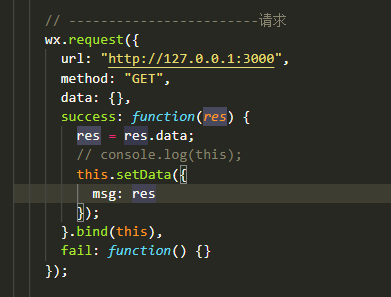 // ------------------------请求
wx.request({
url: "http://127.0.0.1:3000",
method: "GET",
data: {},
success: function(res) {
res = res.data;
// console.log(this);
this.setData({
msg: res
});
}.bind(this),
fail: function() {}
});